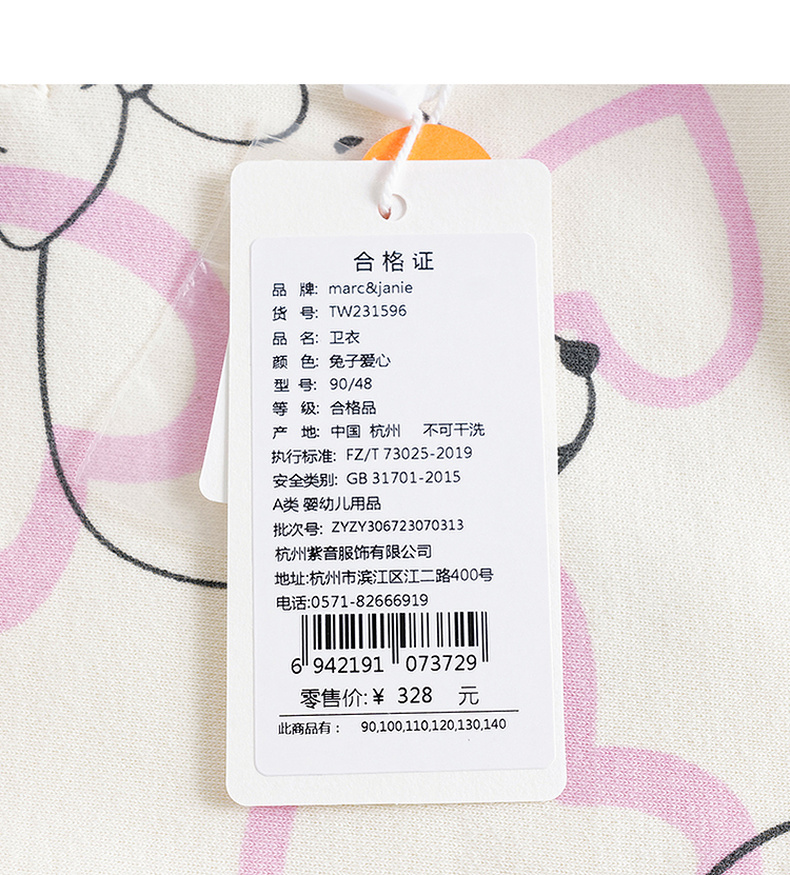 合格证
品 牌: marc&janie
货 号: TW231596
品 名: 卫衣
颜 色: 兔子爱心
型 号: 90/48
等 级: 合格品
产 地: 中国 杭州 不可干洗
执行标准: FZ/T 73025-2019
安全类别: GB 31701-2015
A类 婴幼儿用品
批次号: ZYZY306723070313
杭州紫音服饰有限公司
地址:杭州市滨江区江二路400号
电话:0571-82666919
6 942191 073729
零售价:¥ 328 元
此商品有： 90,100,110,120,130,140